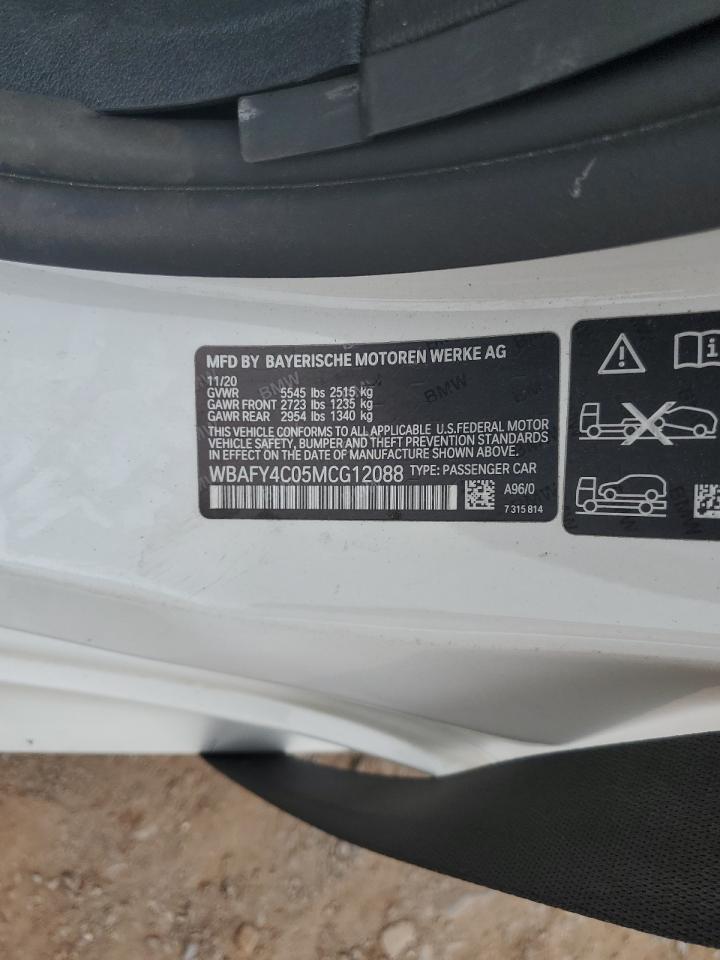 MFD BY BAYERISCHE MOTOREN WERKE AG
11/20
GVWR 5545 lbs 2515 kg
GAWR FRONT 2723 lbs 1235 kg
GAWR REAR 2954 lbs 1340 kg
THIS VEHICLE CONFORMS TO ALL APPLICABLE U.S.FEDERAL MOTOR
VEHICLE SAFETY, BUMPER AND THEFT PREVENTION STANDARDS
IN EFFECT ON THE DATE OF MANUFACTURE SHOWN ABOVE.
WBAFY4C05MCG12088 TYPE: PASSENGER CAR
A96/0
7 315 814
BMW
BMW